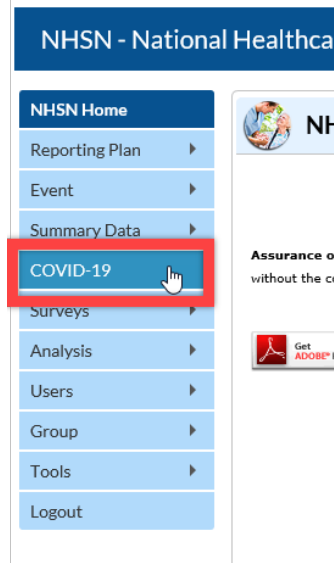 NHSN - National Healthca
NHSN Home
Reporting Plan
Event
Summary Data
COVID-19
Surveys
Analysis
Users
Group
Tools
Logout
NH
Assurance o
without the c
Get
ADOBE®